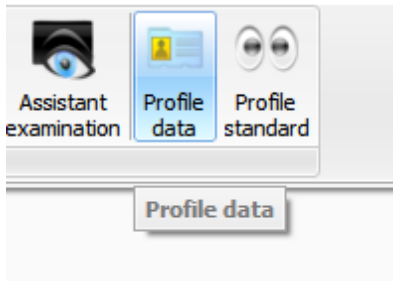 Assistant
examination
Profile
data
Profile
standard
Profile data